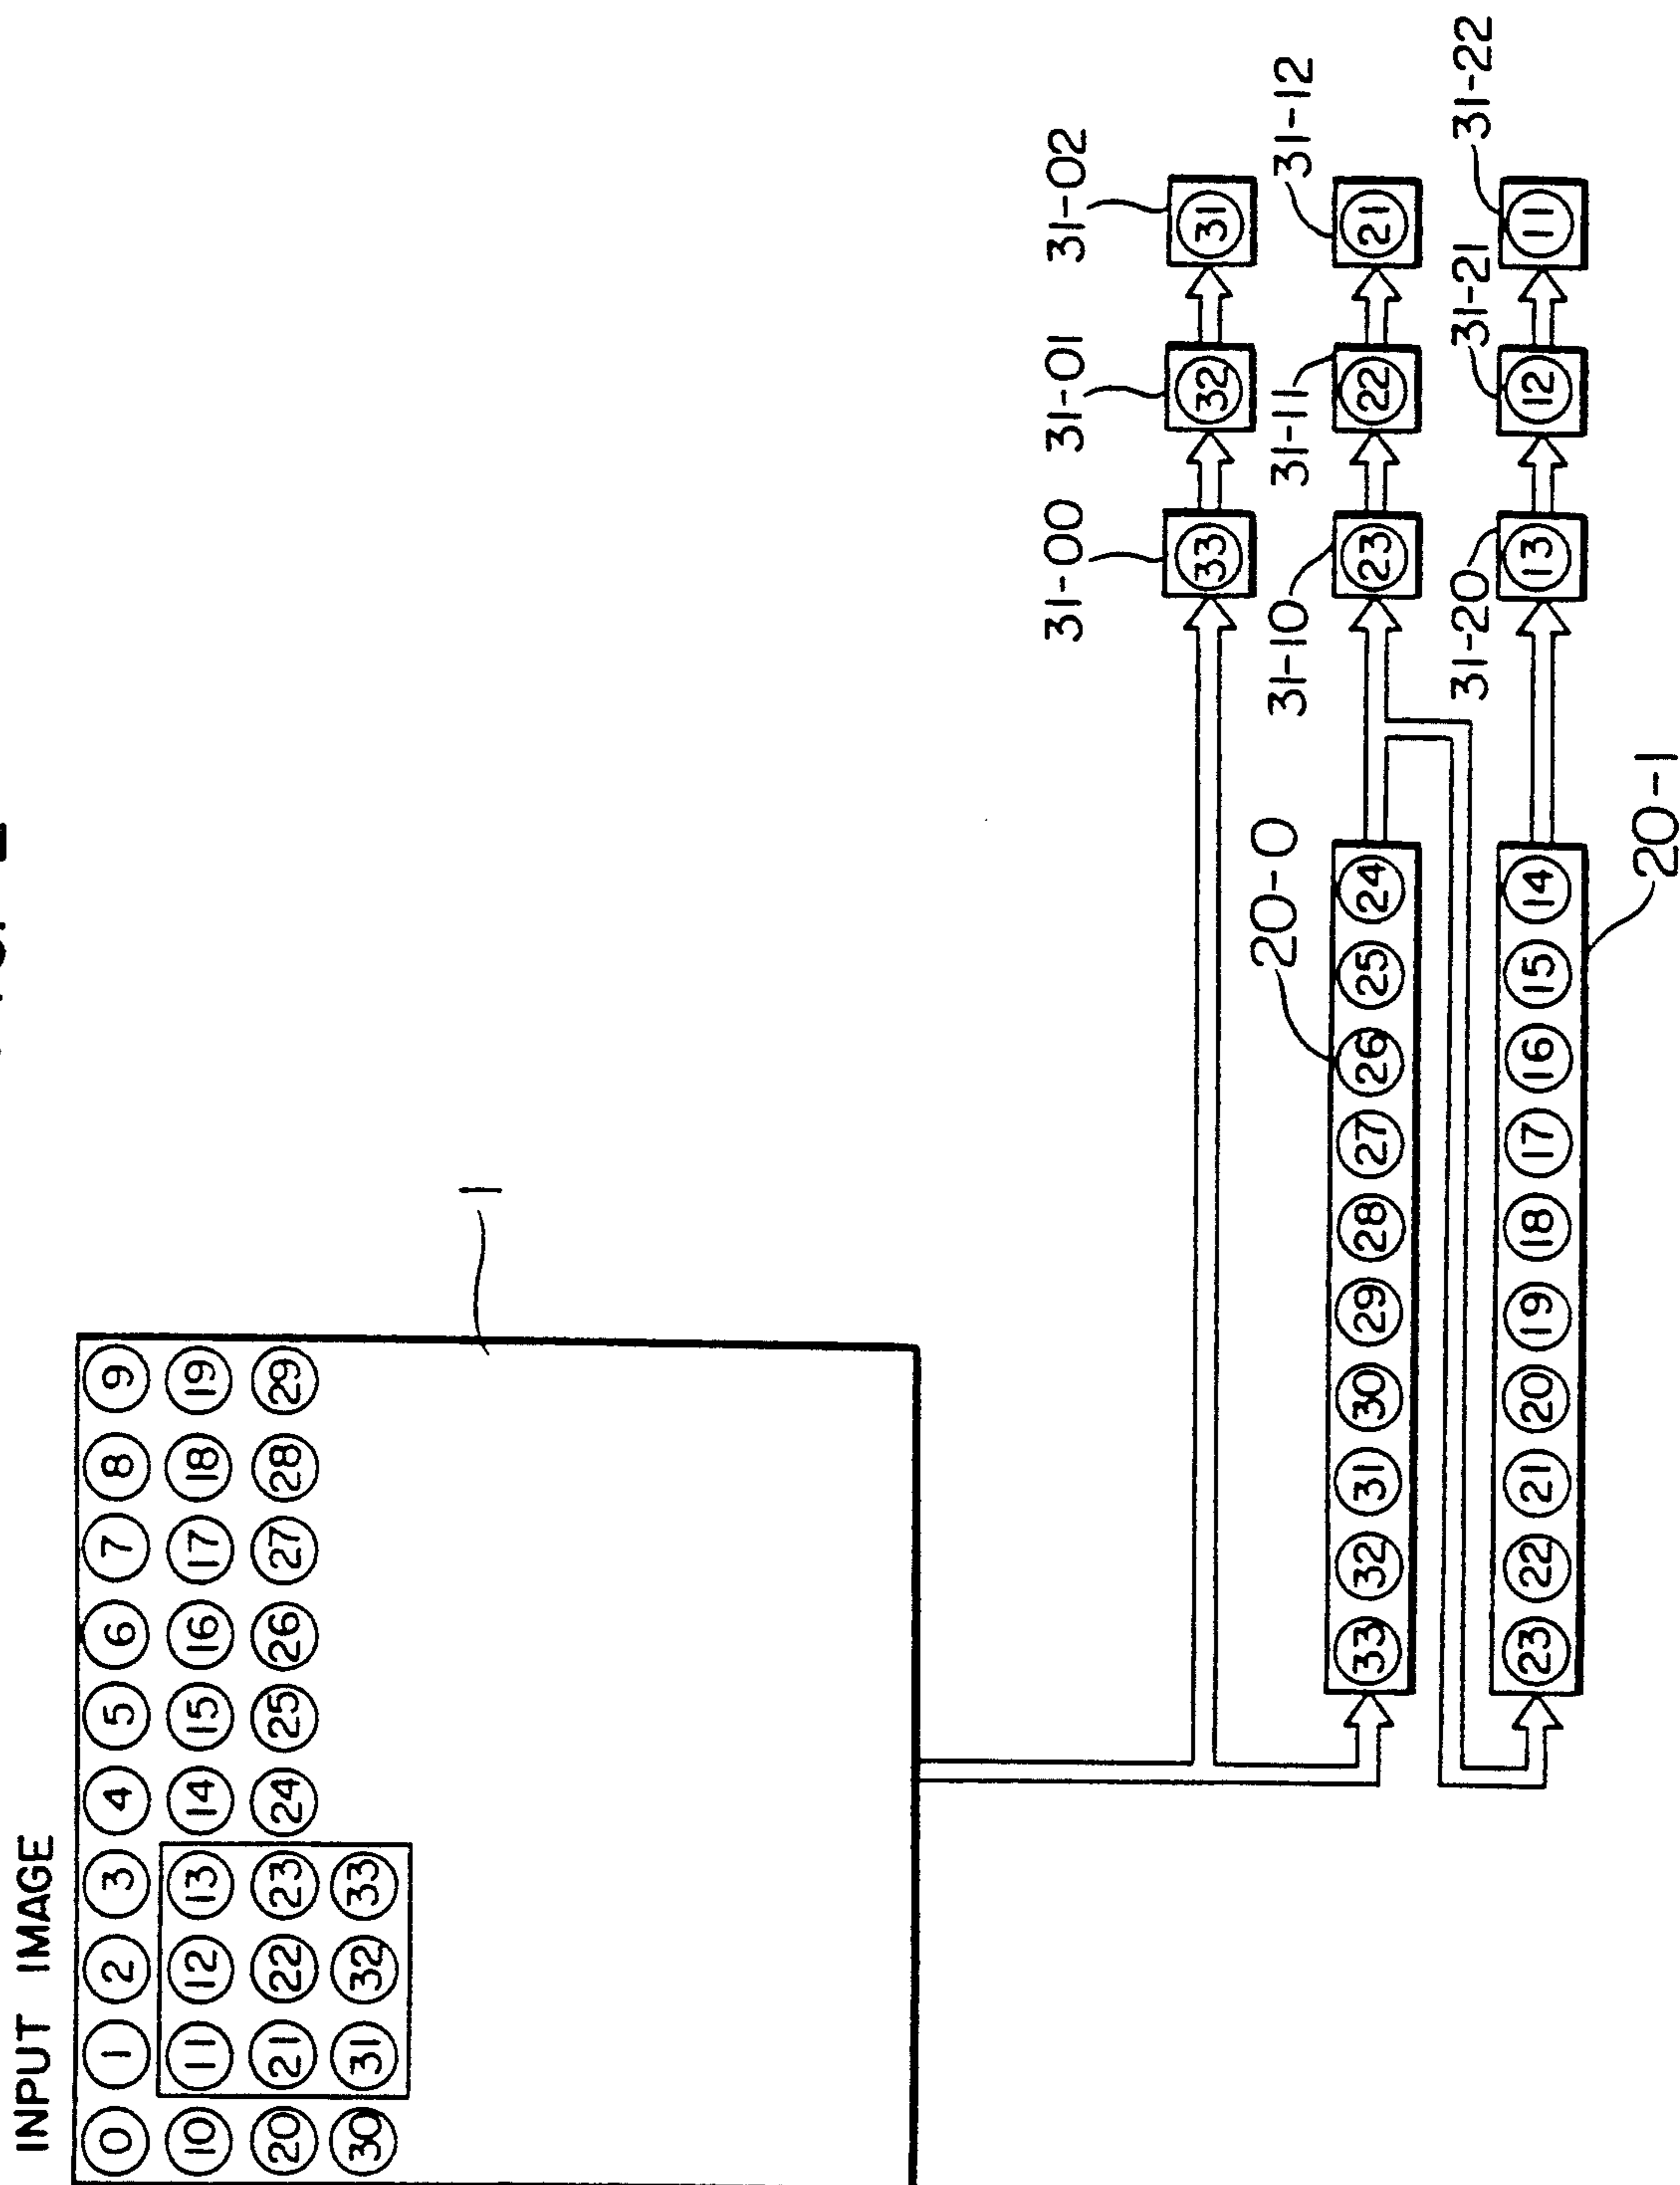 INPUT IMAGE
0 1 2 3 4 5 6 7 8 9
10 11 12 13 14 15 16 17 18 19
20 21 22 23 24 25 26 27 28 29
30 31 32 33
1
31-00 31-01 31-02
33 32 31
20-0
33 32 31 30 29 28 27 26 25 24
31-10 31-11 31-12
23 22 21
23 22 21 20 19 18 17 16 15 14
31-20 31-21 31-22
13 12 11
20-1